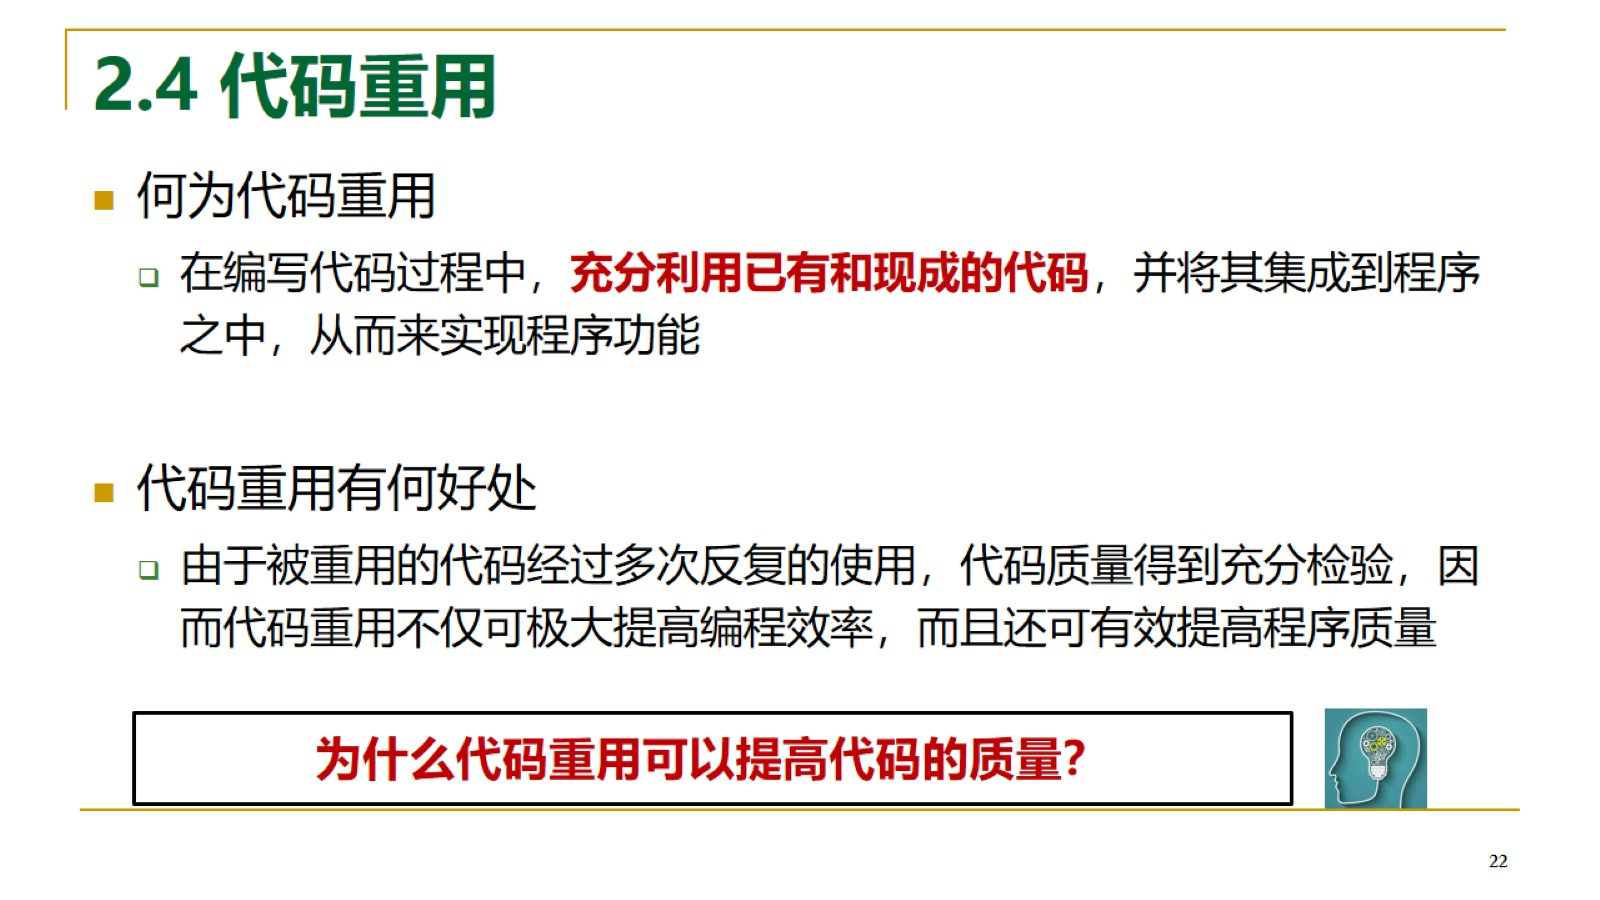 2.4 代码重用
何为代码重用
在编写代码过程中，充分利用已有和现成的代码，并将其集成到程序
之中，从而来实现程序功能
代码重用有何好处
由于被重用的代码经过多次反复的使用，代码质量得到充分检验，因
而代码重用不仅可极大提高编程效率，而且还可有效提高程序质量
为什么代码重用可以提高代码的质量？
22